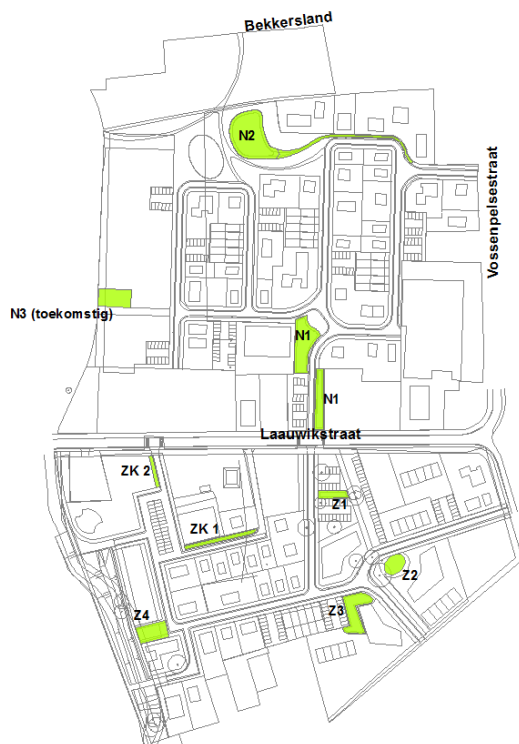 Bekkersland
N2
Vossenpelsestraat
N3 (toekomstig)
N1
N1
Laauwikstraat
ZK 2
Z1
ZK 1
Z2
Z3
Z4